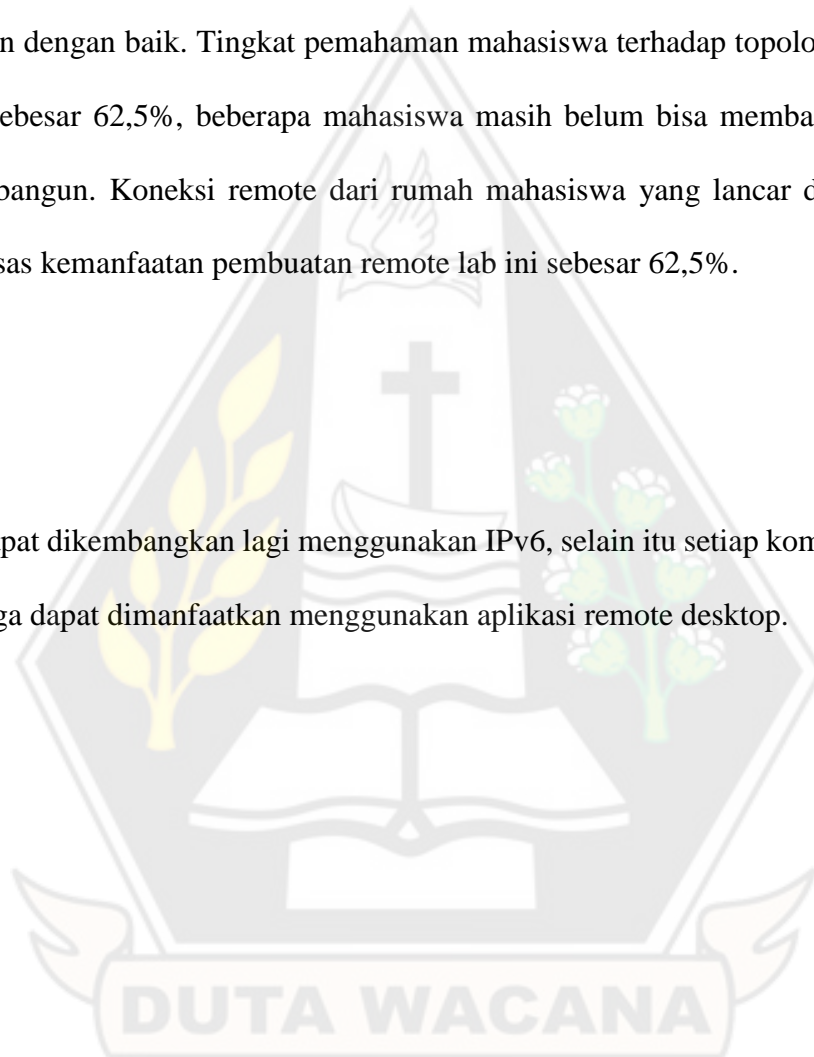 n dengan baik. Tingkat pemahaman mahasiswa terhadap topolo
ebesar 62,5%, beberapa mahasiswa masih belum bisa memba
bangun. Koneksi remote dari rumah mahasiswa yang lancar d
sas kemanfaatan pembuatan remote lab ini sebesar 62,5%.
pat dikembangkan lagi menggunakan IPv6, selain itu setiap kom
ga dapat dimanfaatkan menggunakan aplikasi remote desktop.
DUTA WACANA